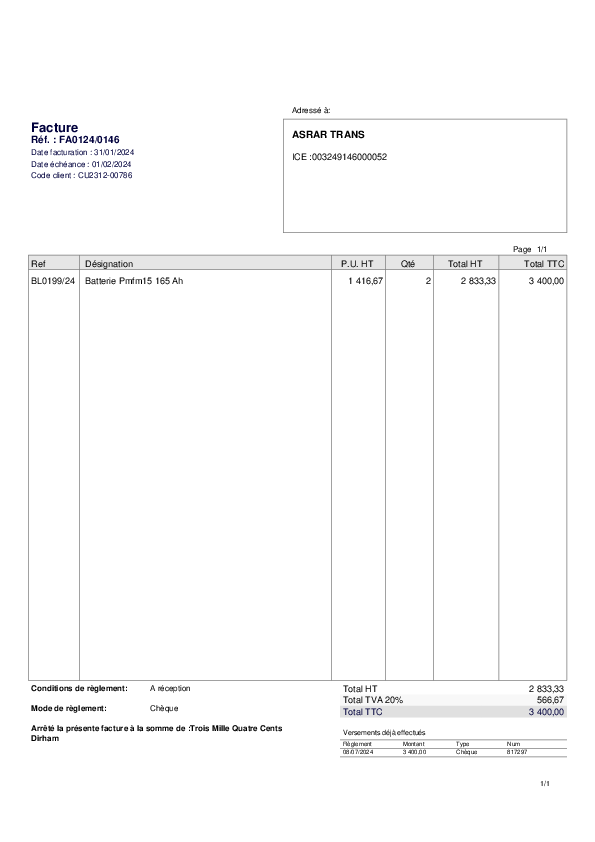 Adressé à:
Facture
Réf. : FA0124/0146
Date facturation : 31/01/2024
Date échéance : 01/02/2024
Code client : CU2312-00786
ASRAR TRANS
ICE :003249146000052
Page 1/1
Ref Désignation P.U. HT Qté Total HT Total TTC
BL0199/24 Batterie Pmfm15 165 Ah 1 416,67 2 2 833,33 3 400,00
Conditions de règlement: A réception
Mode de règlement: Chèque
Arrêté la présente facture à la somme de :Trois Mille Quatre Cents
Dirham
Total HT 2 833,33
Total TVA 20% 566,67
Total TTC 3 400,00
Versements déjà effectués
Règlement Montant Type Num
08/07/2024 3 400,00 Chèque 817297
1/1